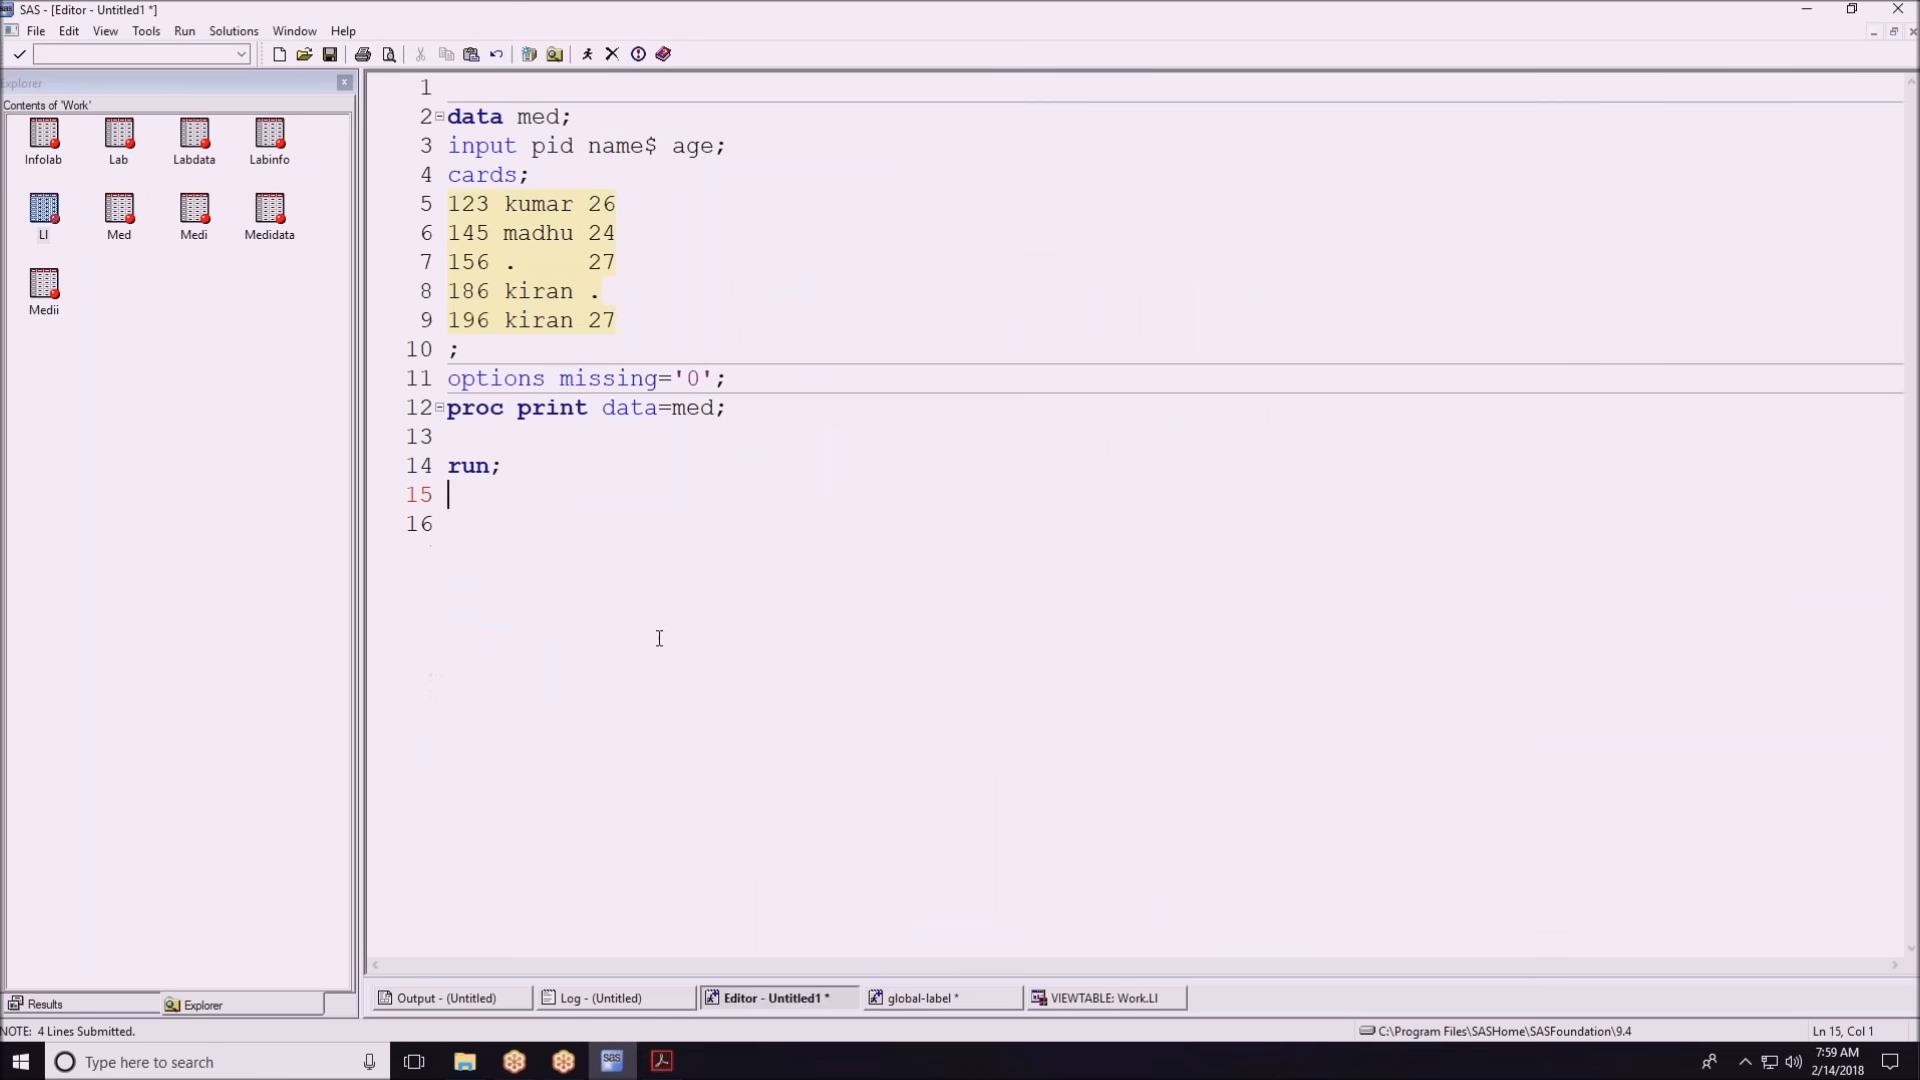 SAS - [Editor - Untitled1 *]
File Edit View Tools Run Solutions Window Help
Explorer
Contents of 'Work'
Infolab Lab Labdata Labinfo
LI Med Medi Medidata
Medii
1
2 data med;
3 input pid name$ age;
4 cards;
5 123 kumar 26
6 145 madhu 24
7 156 . 27
8 186 kiran .
9 196 kiran 27
10 ;
11 options missing='0';
12 proc print data=med;
13
14 run;
15
16
Results Explorer
Output - (Untitled) Log - (Untitled) Editor - Untitled1 * global-label * VIEWTABLE: Work.LI
NOTE: 4 Lines Submitted. C:\Program Files\SASHome\SASFoundation\9.4 Ln 15, Col 1
Type here to search sas 7:59 AM
2/14/2018